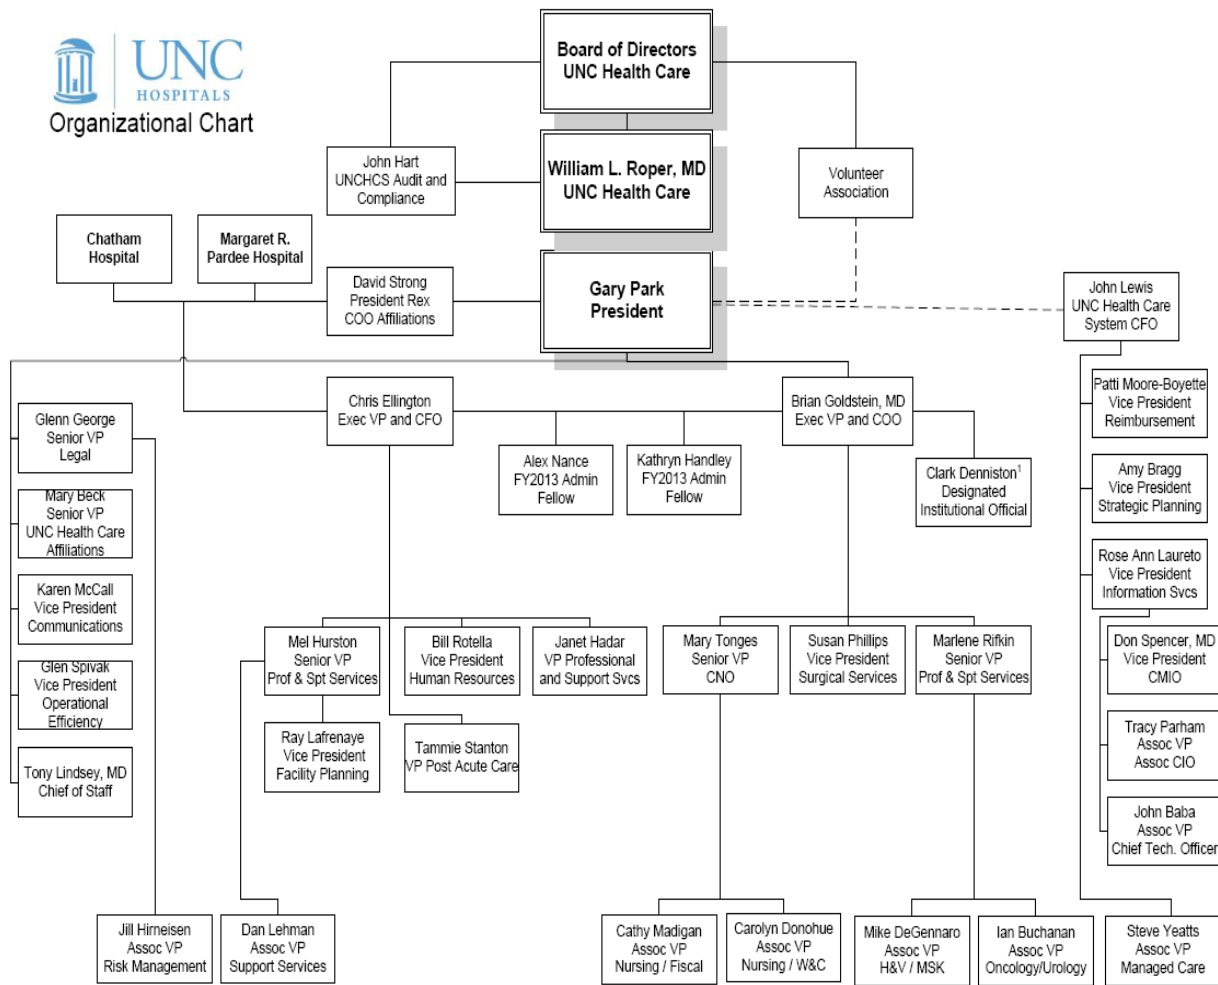 UNC
HOSPITALS
Organizational Chart
Board of Directors
UNC Health Care
John Hart
UNCHCS Audit and
Compliance
William L. Roper, MD
UNC Health Care
Volunteer
Association
Chatham
Hospital
Margaret R.
Pardee Hospital
David Strong
President Rex
COO Affiliations
Gary Park
President
John Lewis
UNC Health Care
System CFO
Glenn George
Senior VP
Legal
Mary Beck
Senior VP
UNC Health Care
Affiliations
Karen McCall
Vice President
Communications
Glen Spivak
Vice President
Operational
Efficiency
Tony Lindsey, MD
Chief of Staff
Chris Ellington
Exec VP and CFO
Alex Nance
FY2013 Admin
Fellow
Kathryn Handley
FY2013 Admin
Fellow
Brian Goldstein, MD
Exec VP and COO
Clark Denniston¹
Designated
Institutional Official
Patti Moore-Boyette
Vice President
Reimbursement
Amy Bragg
Vice President
Strategic Planning
Rose Ann Laureto
Vice President
Information Svcs
Don Spencer, MD
Vice President
CMIO
Tracy Parham
Assoc VP
Assoc CIO
John Baba
Assoc VP
Chief Tech. Officer
Mel Hurston
Senior VP
Prof & Spt Services
Bill Rotella
Vice President
Human Resources
Janet Hadar
VP Professional
and Support Svcs
Mary Tonges
Senior VP
CNO
Susan Phillips
Vice President
Surgical Services
Marlene Rifkin
Senior VP
Prof & Spt Services
Ray Lafrenaye
Vice President
Facility Planning
Tammie Stanton
VP Post Acute Care
Jill Hirneisen
Assoc VP
Risk Management
Dan Lehman
Assoc VP
Support Services
Cathy Madigan
Assoc VP
Nursing / Fiscal
Carolyn Donohue
Assoc VP
Nursing / W&C
Mike DeGennaro
Assoc VP
H&V / MSK
Ian Buchanan
Assoc VP
Oncology/Urology
Steve Yeatts
Assoc VP
Managed Care